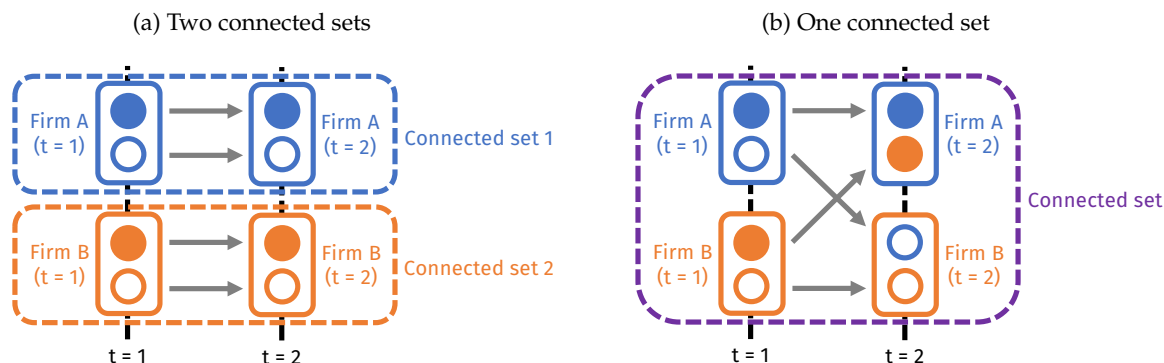 (a) Two connected sets
Firm A
(t = 1)
Firm A
(t = 2)
Connected set 1
Firm B
(t = 1)
Firm B
(t = 2)
Connected set 2
t = 1
t = 2
(b) One connected set
Firm A
(t = 1)
Firm A
(t = 2)
Connected set
Firm B
(t = 1)
Firm B
(t = 2)
t = 1
t = 2